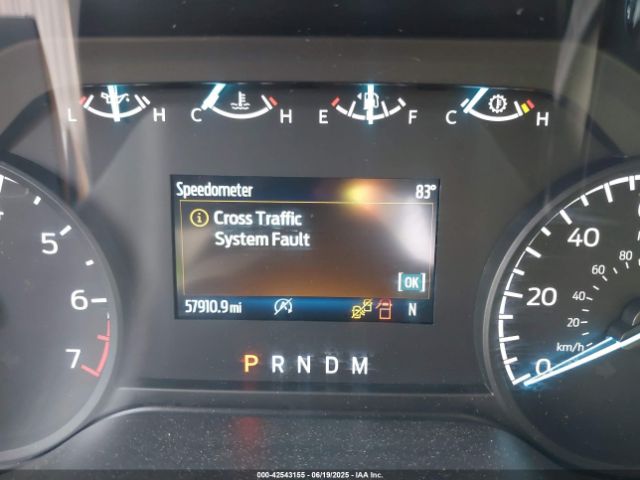 L H C H E F C H
Speedometer 83°
Cross Traffic
System Fault
[OK]
57910.9 mi N
5
6
7
P R N D M
40
20
0
80
60
40
20
km/h
000-42543155 - 06/19/2025 - IAA Inc.